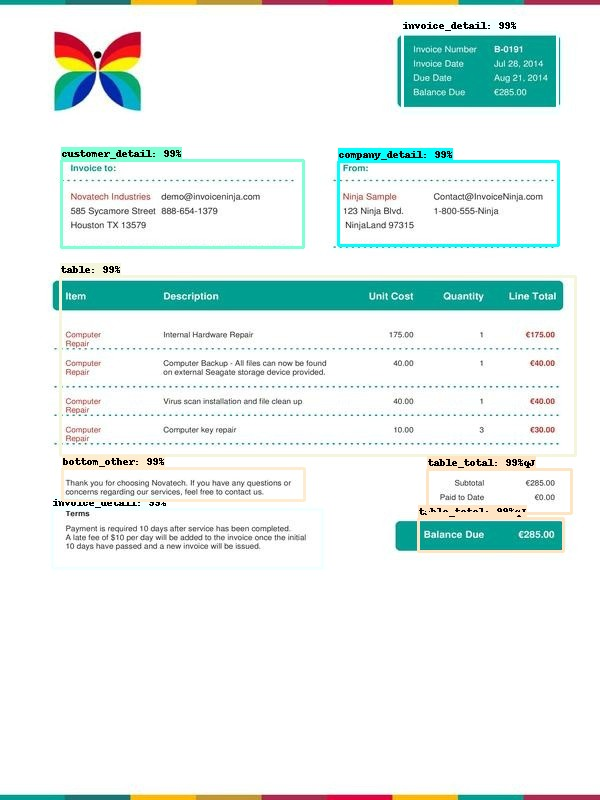 invoice_detail: 99%
Invoice Number B-0191
Invoice Date Jul 28, 2014
Due Date Aug 21, 2014
Balance Due €285.00
customer_detail: 99%
Invoice to:
Novatech Industries demo@invoiceninja.com
585 Sycamore Street 888-654-1379
Houston TX 13579
company_detail: 99%
From:
Ninja Sample Contact@InvoiceNinja.com
123 Ninja Blvd. 1-800-555-Ninja
NinjaLand 97315
table: 99%
Item Description Unit Cost Quantity Line Total
Computer Repair Internal Hardware Repair 175.00 1 €175.00
Computer Repair Computer Backup - All files can now be found on external Seagate storage device provided. 40.00 1 €40.00
Computer Repair Virus scan installation and file clean up 40.00 1 €40.00
Computer Repair Computer key repair 10.00 3 €30.00
bottom_other: 99%
Thank you for choosing Novatech. If you have any questions or
concerns regarding our services, feel free to contact us.
table_total: 99%
Subtotal €285.00
Paid to Date €0.00
invoice_detail: 99%
Terms
Payment is required 10 days after service has been completed.
A late fee of $10 per day will be added to the invoice once the initial
10 days have passed and a new invoice will be issued.
table_total: 99%
Balance Due €285.00